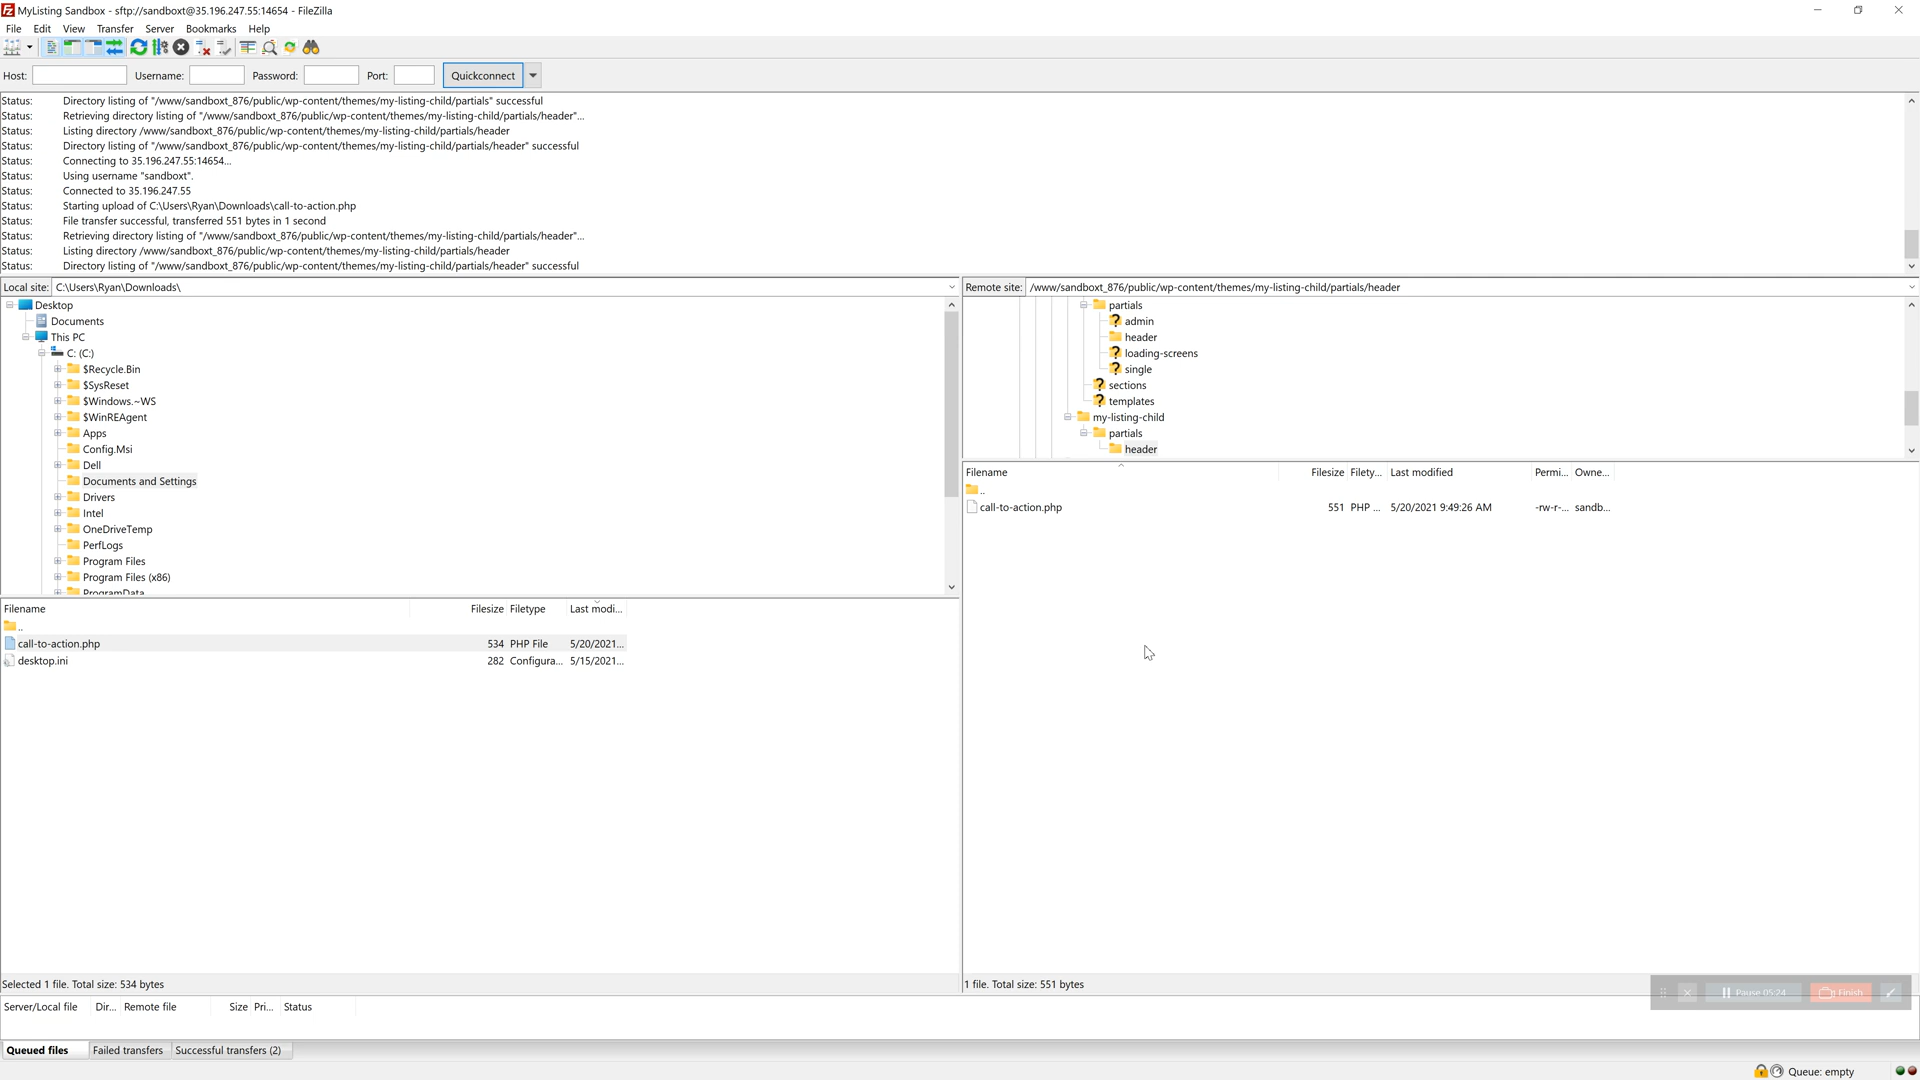 MyListing Sandbox - sftp://sandboxt@35.196.247.55:14654 - FileZilla
File Edit View Transfer Server Bookmarks Help
Host: Username: Password: Port: Quickconnect
Status: Directory listing of "/www/sandboxt_876/public/wp-content/themes/my-listing-child/partials" successful
Status: Retrieving directory listing of "/www/sandboxt_876/public/wp-content/themes/my-listing-child/partials/header"...
Status: Listing directory /www/sandboxt_876/public/wp-content/themes/my-listing-child/partials/header
Status: Directory listing of "/www/sandboxt_876/public/wp-content/themes/my-listing-child/partials/header" successful
Status: Connecting to 35.196.247.55:14654...
Status: Using username "sandboxt".
Status: Connected to 35.196.247.55
Status: Starting upload of C:\Users\Ryan\Downloads\call-to-action.php
Status: File transfer successful, transferred 551 bytes in 1 second
Status: Retrieving directory listing of "/www/sandboxt_876/public/wp-content/themes/my-listing-child/partials/header"...
Status: Listing directory /www/sandboxt_876/public/wp-content/themes/my-listing-child/partials/header
Status: Directory listing of "/www/sandboxt_876/public/wp-content/themes/my-listing-child/partials/header" successful
Local site: C:\Users\Ryan\Downloads\
Desktop
Documents
This PC
C: (C:)
$Recycle.Bin
$SysReset
$Windows.~WS
$WinREAgent
Apps
Config.Msi
Dell
Documents and Settings
Drivers
Intel
OneDriveTemp
PerfLogs
Program Files
Program Files (x86)
ProgramData
Filename Filesize Filetype Last modi...
..
call-to-action.php 534 PHP File 5/20/2021...
desktop.ini 282 Configura... 5/15/2021...
Selected 1 file. Total size: 534 bytes
Remote site: /www/sandboxt_876/public/wp-content/themes/my-listing-child/partials/header
partials
admin
header
loading-screens
single
sections
templates
my-listing-child
partials
header
Filename Filesize Filety... Last modified Permi... Owne...
..
call-to-action.php 551 PHP ... 5/20/2021 9:49:26 AM -rw-r-... sandb...
1 file. Total size: 551 bytes
Pause 05:24 Finish
Server/Local file Dir... Remote file Size Pri... Status
Queued files Failed transfers Successful transfers (2)
Queue: empty